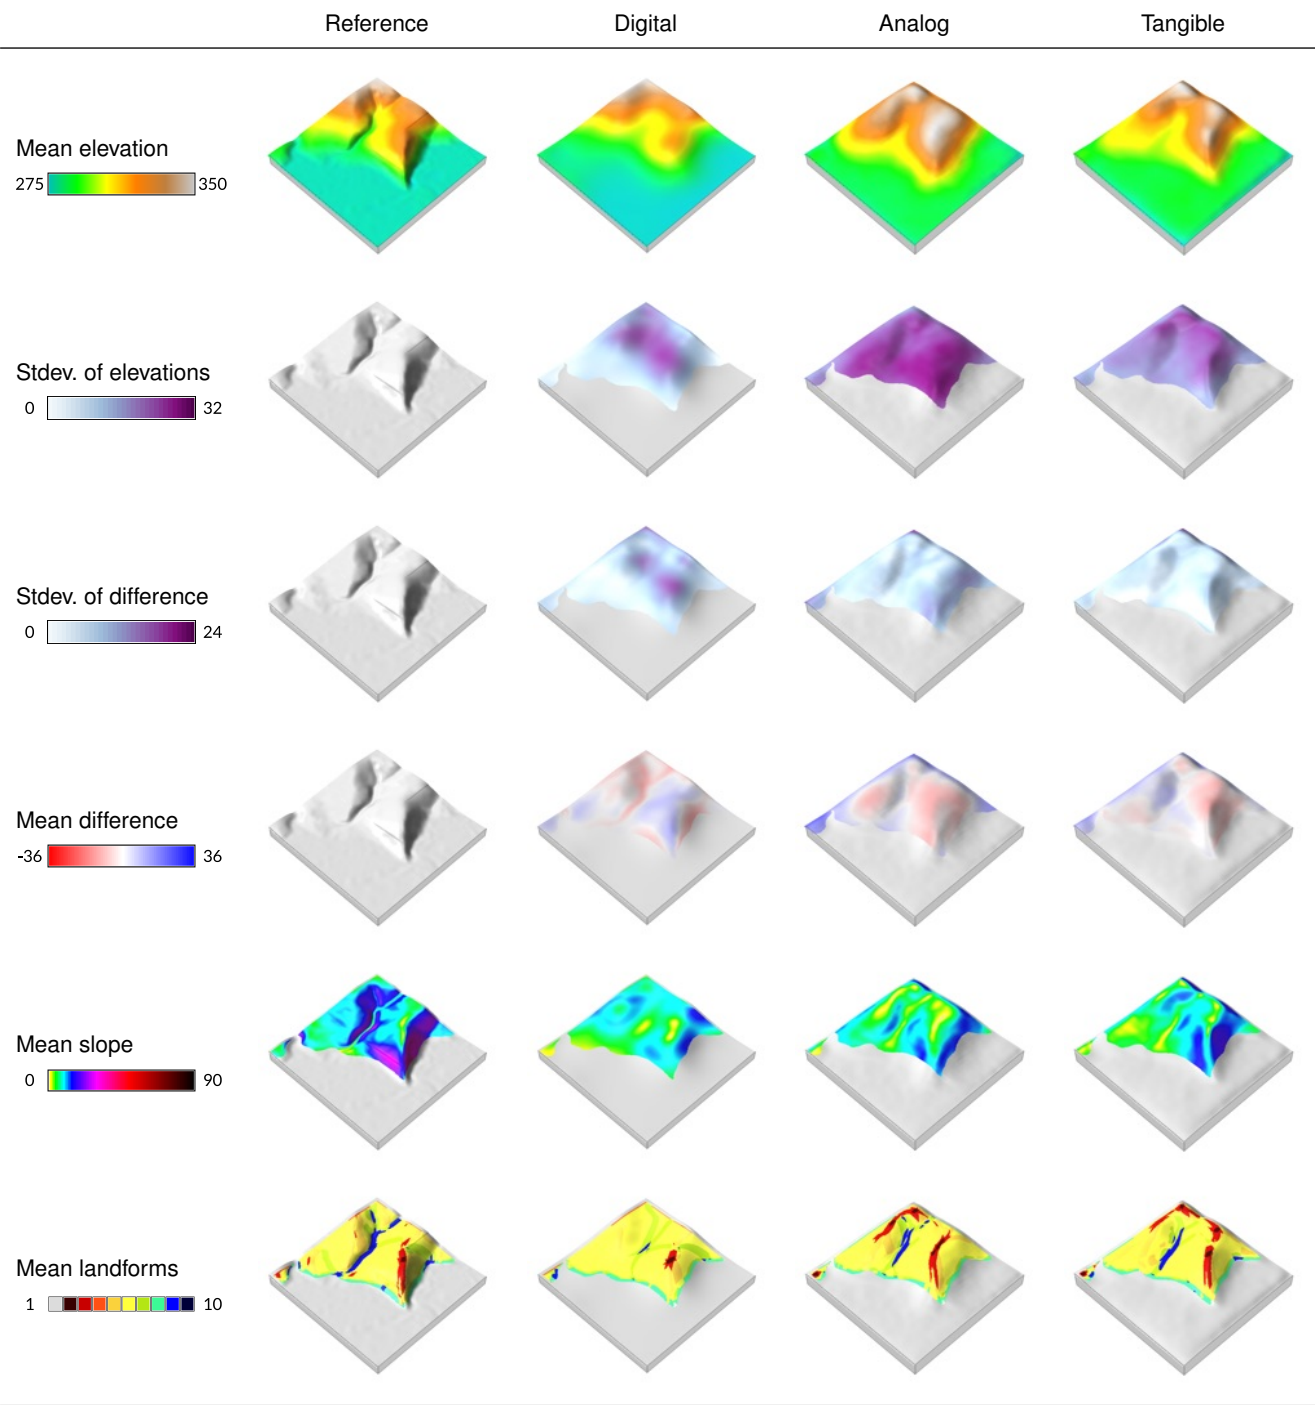 Reference Digital Analog Tangible
Mean elevation
275 350
Stdev. of elevations
0 32
Stdev. of difference
0 24
Mean difference
-36 36
Mean slope
0 90
Mean landforms
1 10